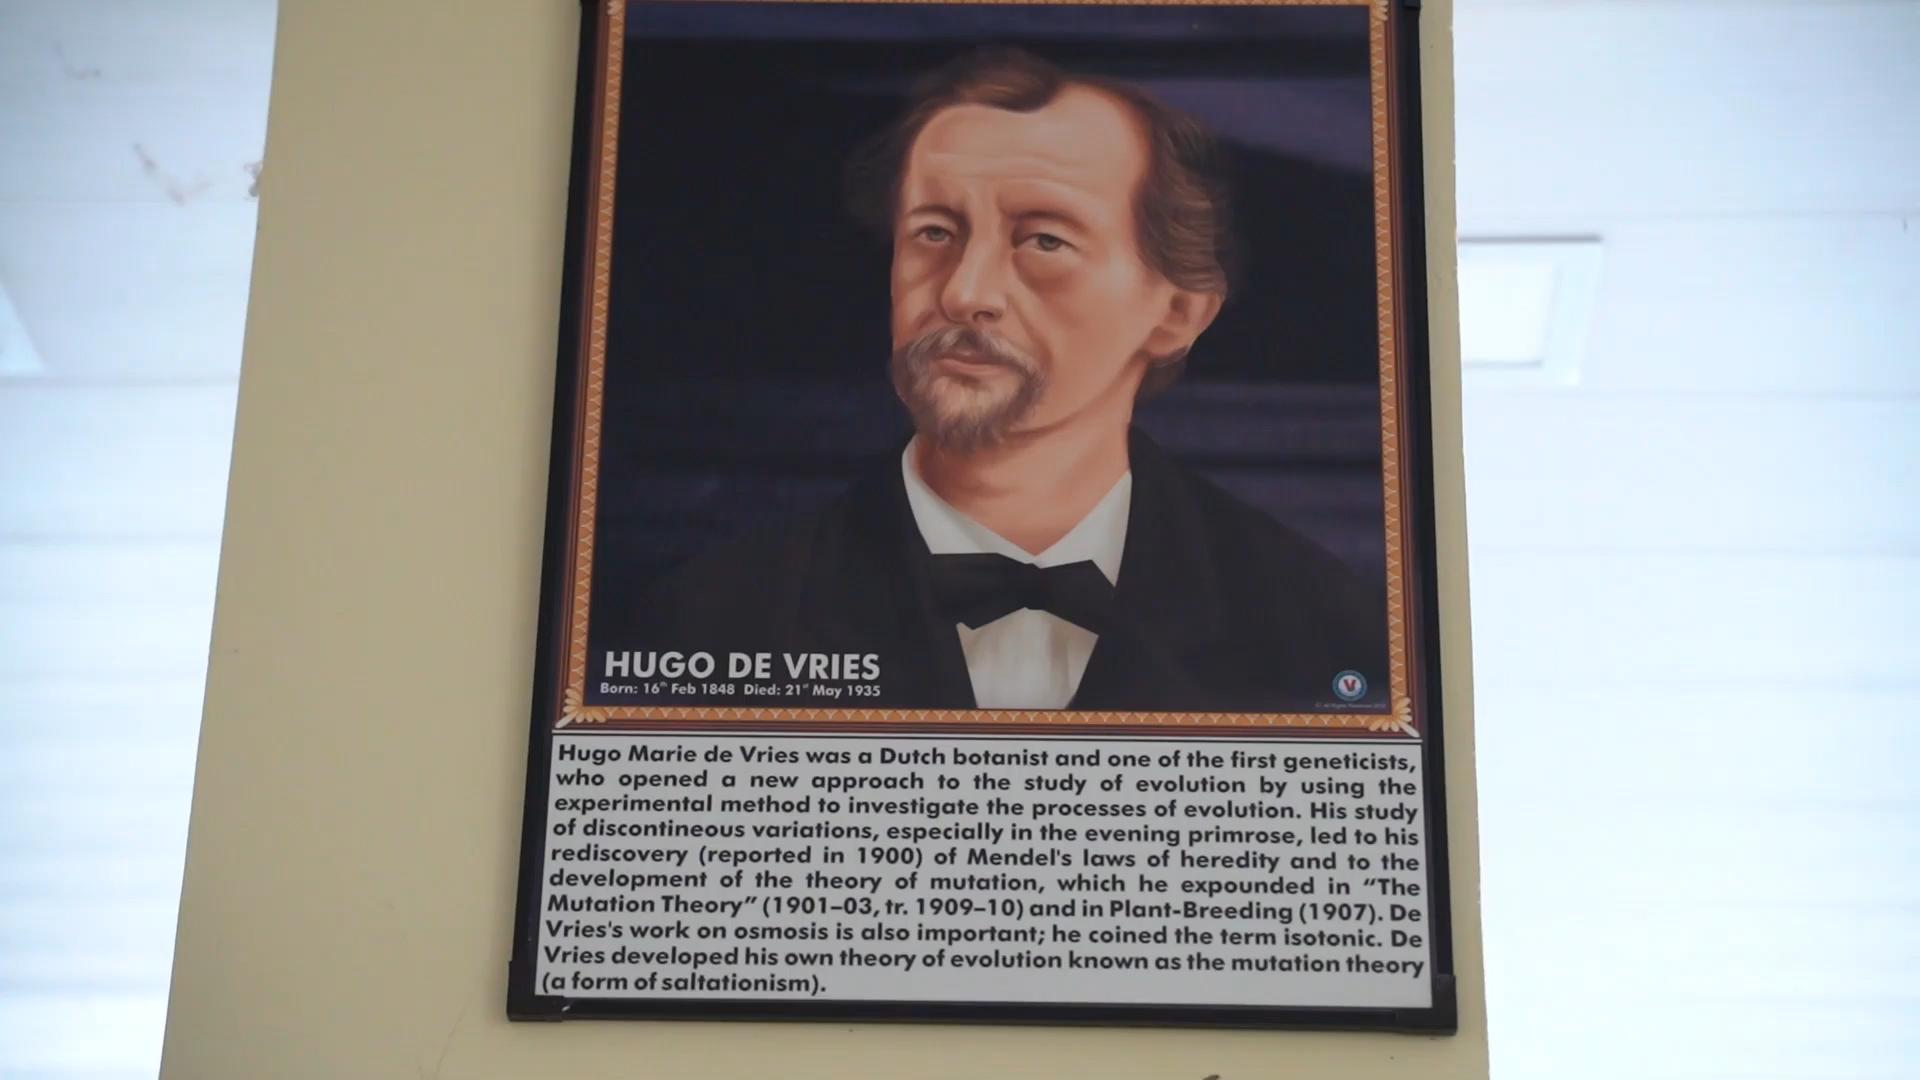 HUGO DE VRIES
Born: 16th Feb 1848 Died: 21st May 1935
V
Hugo Marie de Vries was a Dutch botanist and one of the first geneticists,
who opened a new approach to the study of evolution by using the
experimental method to investigate the processes of evolution. His study
of discontineous variations, especially in the evening primrose, led to his
rediscovery (reported in 1900) of Mendel's laws of heredity and to the
development of the theory of mutation, which he expounded in “The
Mutation Theory” (1901–03, tr. 1909–10) and in Plant-Breeding (1907). De
Vries's work on osmosis is also important; he coined the term isotonic. De
Vries developed his own theory of evolution known as the mutation theory
(a form of saltationism).